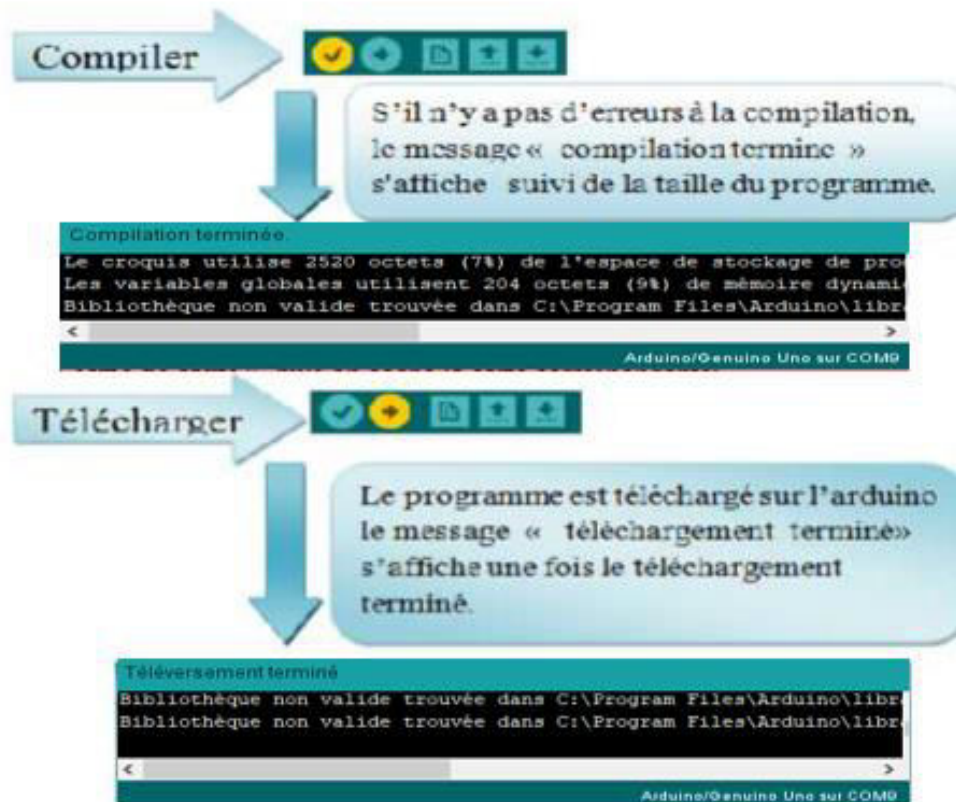 Compiler
S'il n'y a pas d'erreurs à la compilation,
le message « compilation termine »
s'affiche suivi de la taille du programme.
Compilation terminée.
Le croquis utilise 2520 octets (7%) de l'espace de stockage de pro
Les variables globales utilisent 204 octets (9%) de mémoire dynami
Bibliothèque non valide trouvée dans C:\Program Files\Arduino\libr
Arduino/Genuino Uno sur COM9
Télécharger
Le programme est téléchargé sur l'arduino
le message « téléchargement terminé»
s'affiche une fois le téléchargement
terminé.
Téléversement terminé
Bibliothèque non valide trouvée dans C:\Program Files\Arduino\libr
Bibliothèque non valide trouvée dans C:\Program Files\Arduino\libr
Arduino/Genuino Uno sur COM9